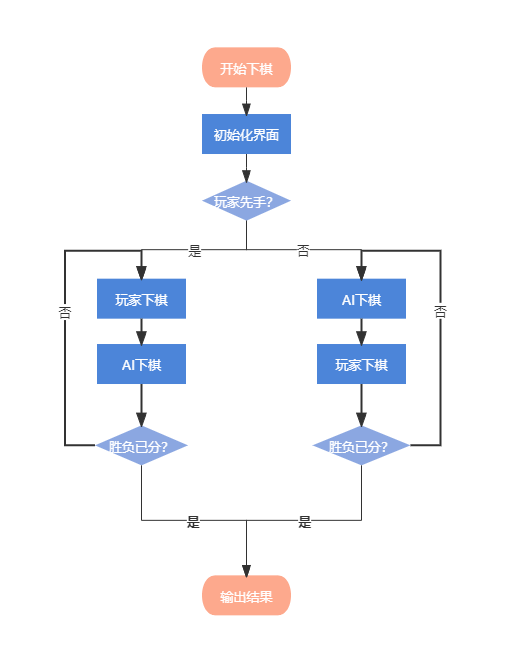 开始下棋
初始化界面
玩家先手?
是
否
玩家下棋
AI下棋
否
否
AI下棋
玩家下棋
胜负已分?
胜负已分?
是
是
输出结果